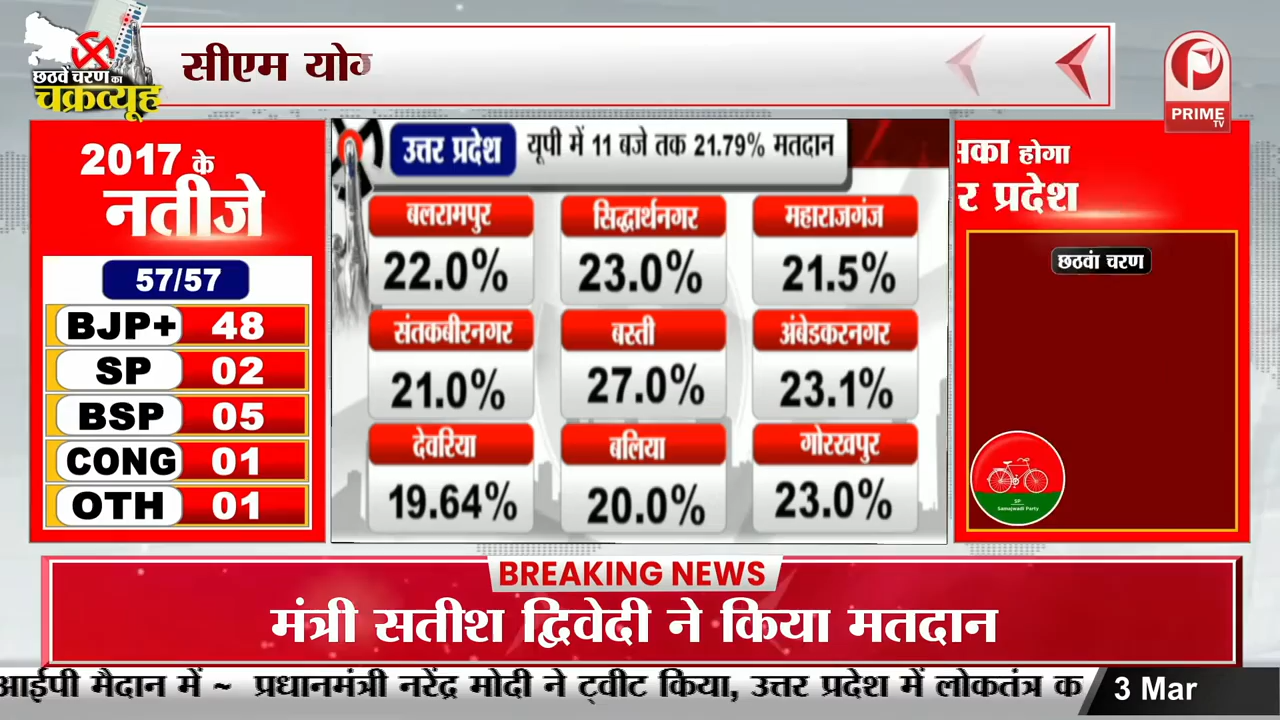 छठवें चरण का
चक्रव्यूह
सीएम
PRIME
TV
2017 के
नतीजे
57/57
BJP+ 48
SP 02
BSP 05
CONG 01
OTH 01
उत्तर प्रदेश यूपी में 11 बजे तक 21.79% मतदान
बलरामपुर सिद्धार्थनगर महाराजगंज
22.0% 23.0% 21.5%
संतकबीरनगर बस्ती अंबेडकरनगर
21.0% 27.0% 23.1%
देवरिया बलिया गोरखपुर
19.64% 20.0% 23.0%
होगा
प्रदेश
छठवां चरण
SP
Samajwadi Party
BREAKING NEWS
मंत्री सतीश द्विवेदी ने किया मतदान
आईपी मैदान में ~ प्रधानमंत्री नरेंद्र मोदी ने ट्वीट किया, उत्तर प्रदेश में लोकतंत्र क
3 Mar